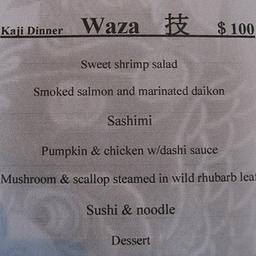 Kaji Dinner Waza 技 $ 100
Sweet shrimp salad
Smoked salmon and marinated daikon
Sashimi
Pumpkin & chicken w/dashi sauce
Mushroom & scallop steamed in wild rhubarb leaf
Sushi & noodle
Dessert